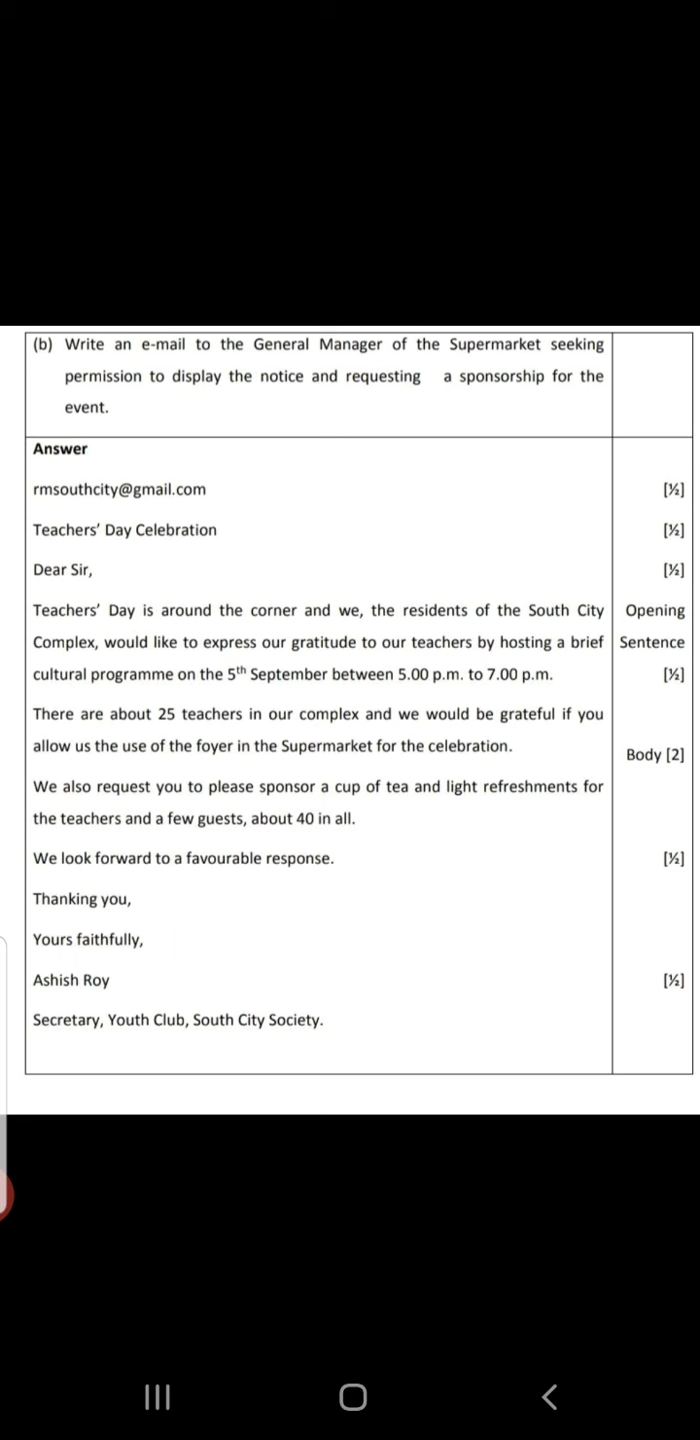 (b) Write an e-mail to the General Manager of the Supermarket seeking
permission to display the notice and requesting a sponsorship for the
event.
Answer
rmsouthcity@gmail.com [½]
Teachers' Day Celebration [½]
Dear Sir, [½]
Teachers' Day is around the corner and we, the residents of the South City Opening
Complex, would like to express our gratitude to our teachers by hosting a brief Sentence
cultural programme on the 5th September between 5.00 p.m. to 7.00 p.m. [½]
There are about 25 teachers in our complex and we would be grateful if you
allow us the use of the foyer in the Supermarket for the celebration.
Body [2]
We also request you to please sponsor a cup of tea and light refreshments for
the teachers and a few guests, about 40 in all.
We look forward to a favourable response. [½]
Thanking you,
Yours faithfully,
Ashish Roy [½]
Secretary, Youth Club, South City Society.